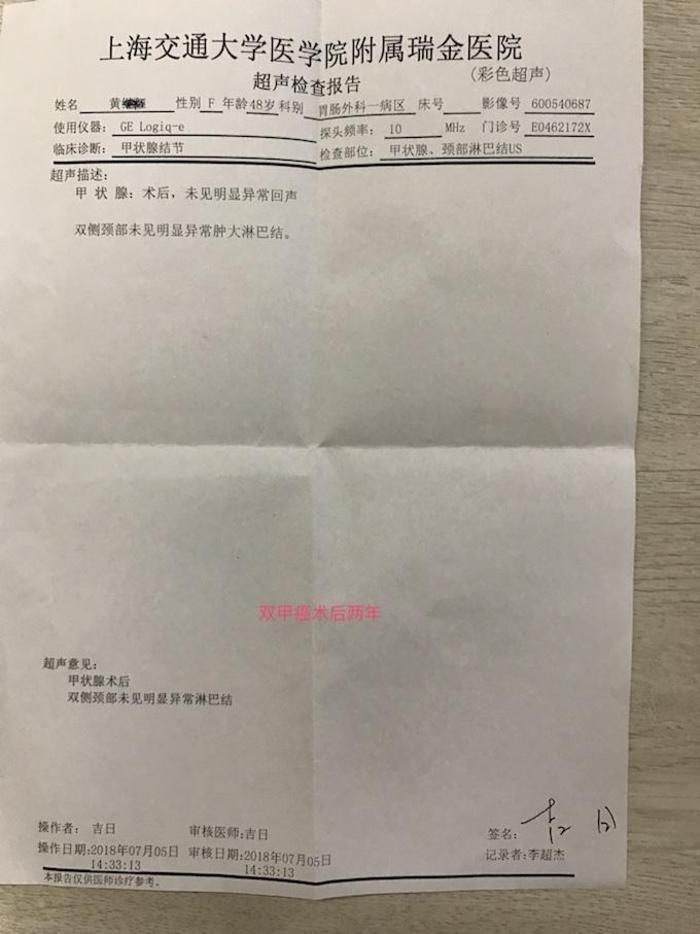 上海交通大学医学院附属瑞金医院
超声检查报告
(彩色超声)
姓名 黄 性别 F 年龄 48岁 科别 胃肠外科一病区 床号 影像号 600540687
使用仪器: GE Logiq-e 探头频率: 10 MHz 门诊号 E0462172X
临床诊断: 甲状腺结节 检查部位: 甲状腺、颈部淋巴结US
超声描述:
甲 状 腺: 术后, 未见明显异常回声
双侧颈部未见明显异常肿大淋巴结。
双甲癌术后两年
超声意见:
甲状腺术后
双侧颈部未见明显异常淋巴结
操作者: 吉日 审核医师:吉日 签名: 吉日
操作日期:2018年07月05日 审核日期:2018年07月05日 记录者:李超杰
14:33:13 14:33:13
本报告仅供医师诊疗参考。